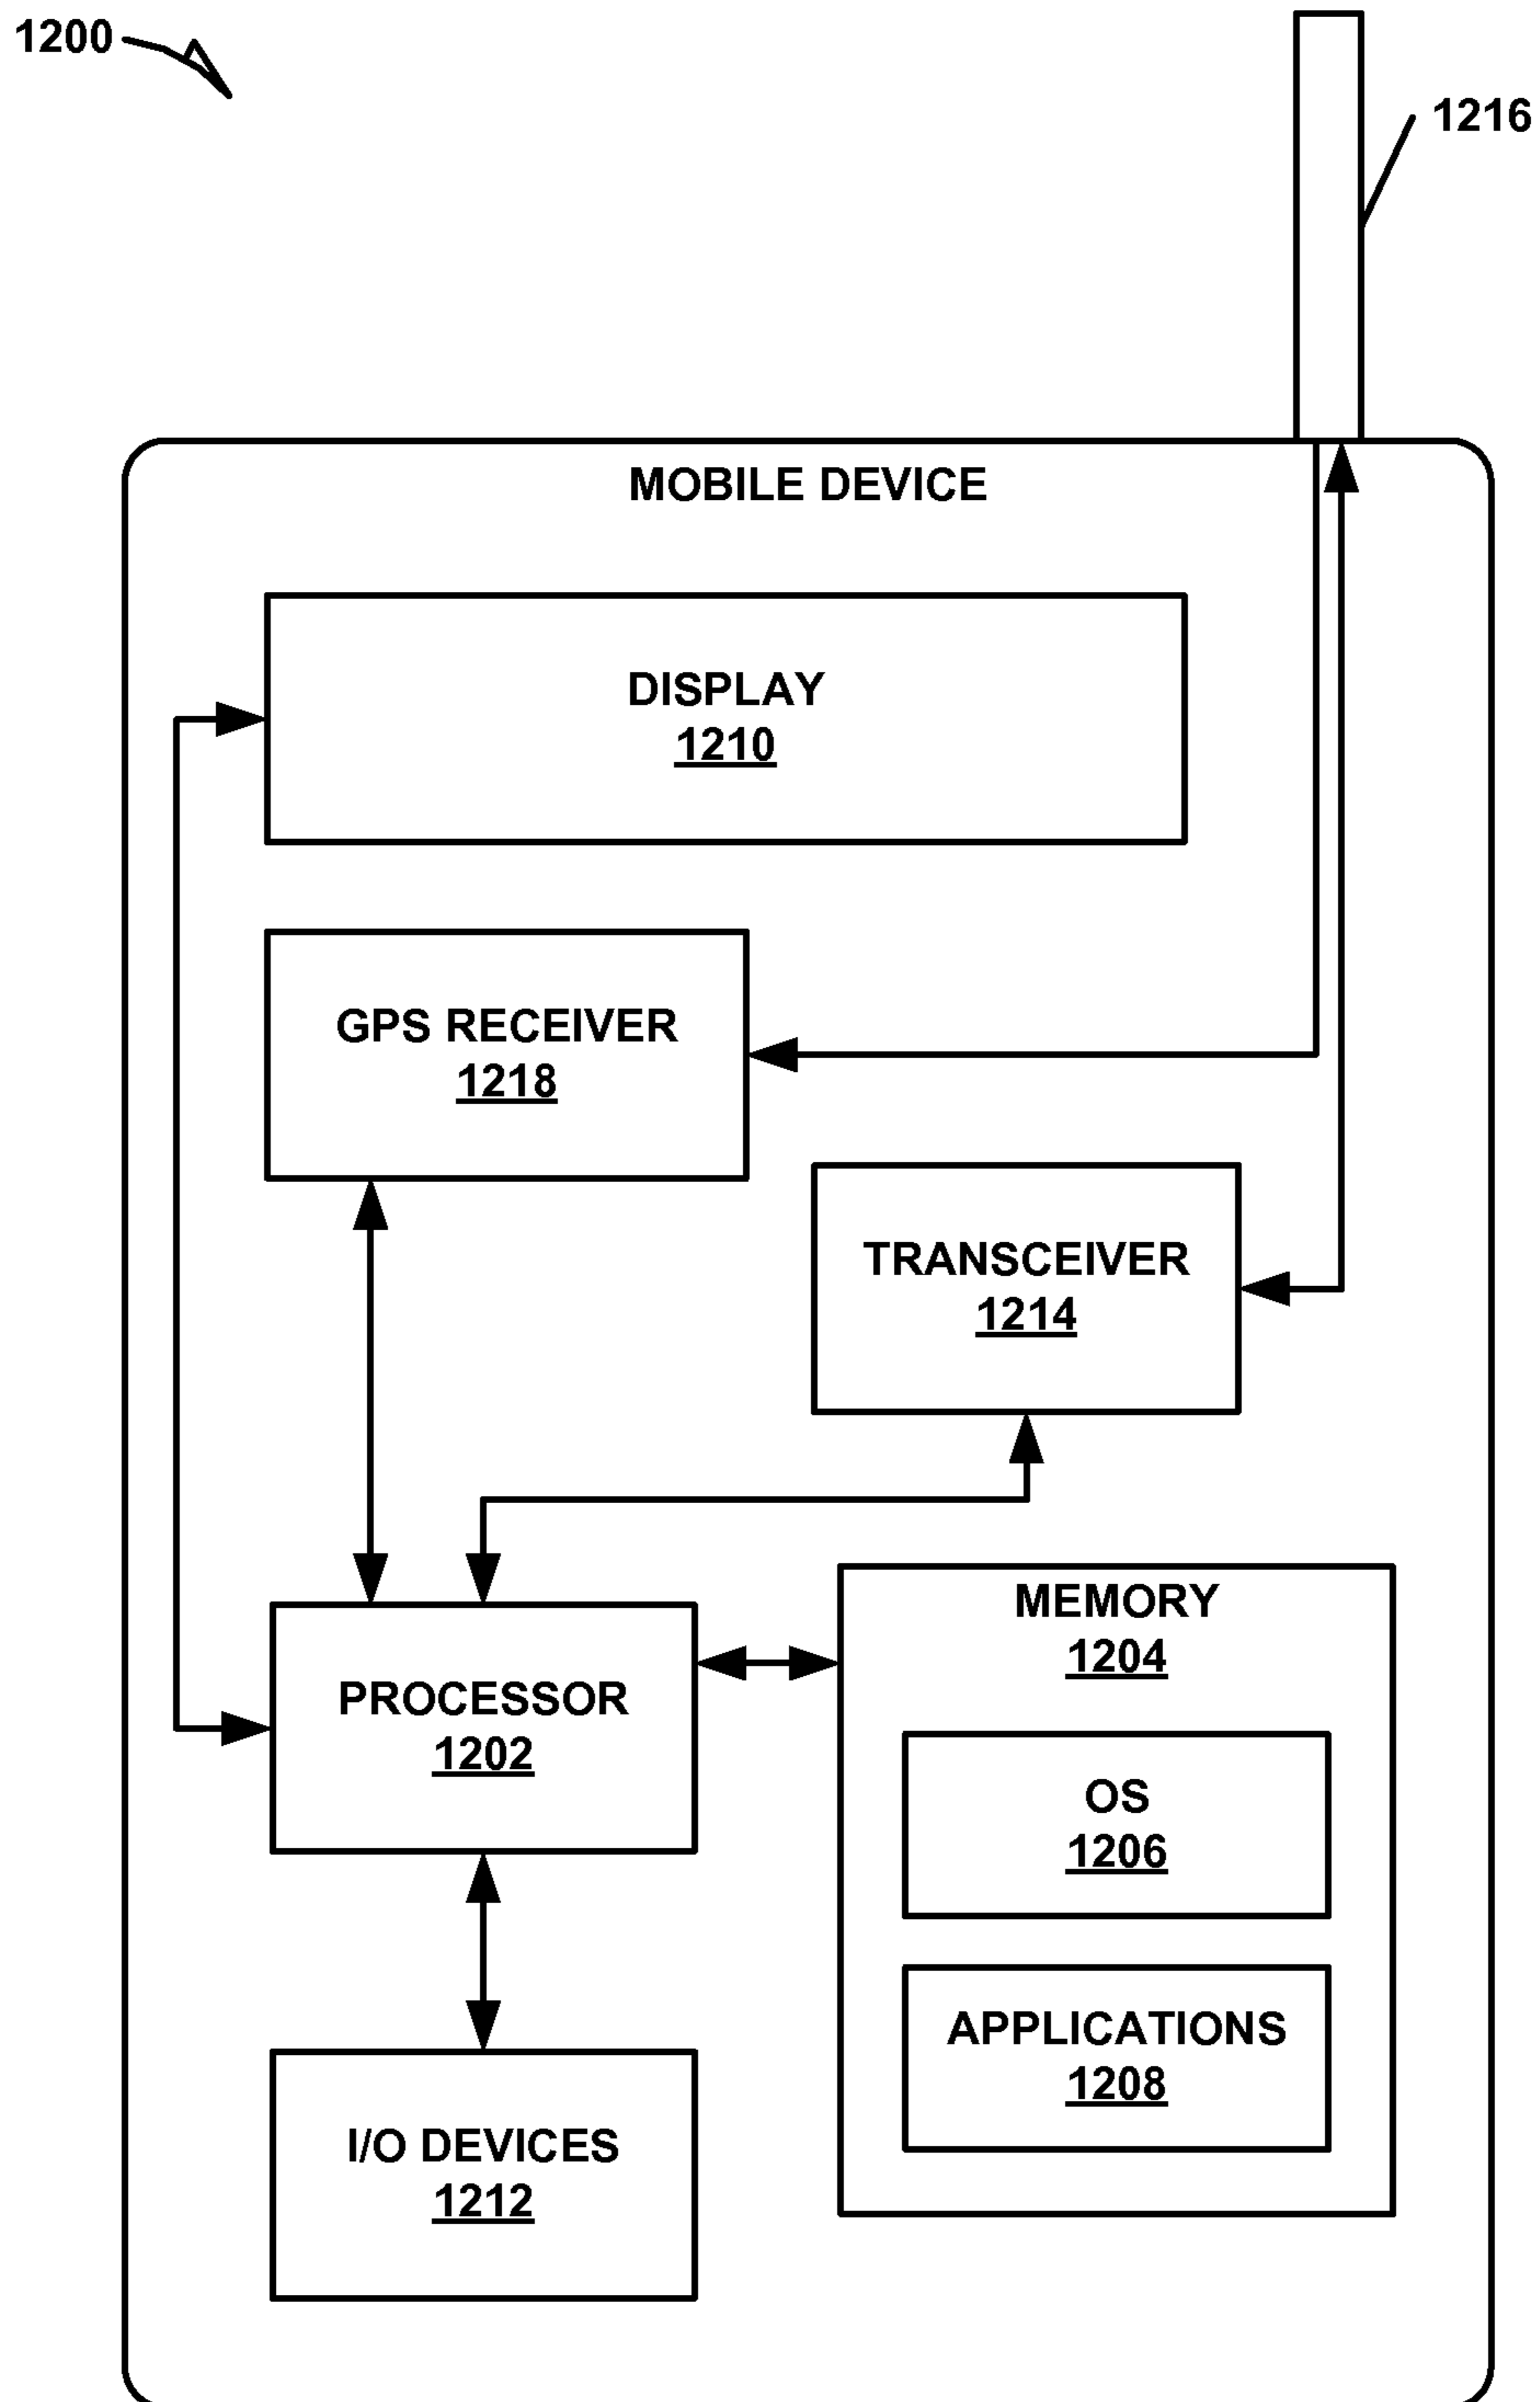 1200
1216
MOBILE DEVICE
DISPLAY
1210
GPS RECEIVER
1218
TRANSCEIVER
1214
PROCESSOR
1202
MEMORY
1204
OS
1206
APPLICATIONS
1208
I/O DEVICES
1212